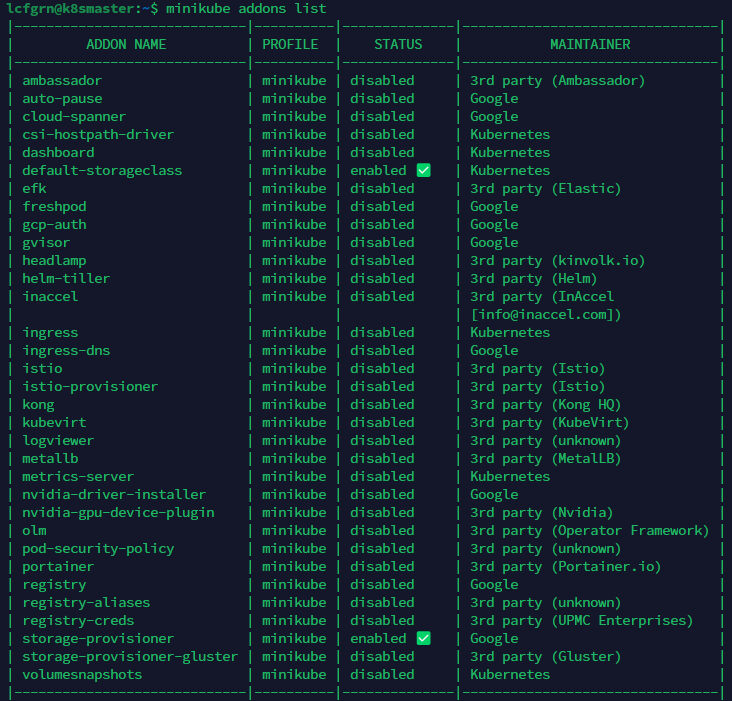 lcfgrn@k8smaster:~$ minikube addons list
|-----------------------------|----------|--------------|--------------------------------|
|         ADDON NAME          | PROFILE  |    STATUS    |           MAINTAINER           |
|-----------------------------|----------|--------------|--------------------------------|
| ambassador                  | minikube | disabled     | 3rd party (Ambassador)         |
| auto-pause                  | minikube | disabled     | Google                         |
| cloud-spanner               | minikube | disabled     | Google                         |
| csi-hostpath-driver         | minikube | disabled     | Kubernetes                     |
| dashboard                   | minikube | disabled     | Kubernetes                     |
| default-storageclass        | minikube | enabled ✅   | Kubernetes                     |
| efk                         | minikube | disabled     | 3rd party (Elastic)            |
| freshpod                    | minikube | disabled     | Google                         |
| gcp-auth                    | minikube | disabled     | Google                         |
| gvisor                      | minikube | disabled     | Google                         |
| headlamp                    | minikube | disabled     | 3rd party (kinvolk.io)         |
| helm-tiller                 | minikube | disabled     | 3rd party (Helm)               |
| inaccel                     | minikube | disabled     | 3rd party (InAccel             |
|                             |          |              | [info@inaccel.com])            |
| ingress                     | minikube | disabled     | Kubernetes                     |
| ingress-dns                 | minikube | disabled     | Google                         |
| istio                       | minikube | disabled     | 3rd party (Istio)              |
| istio-provisioner           | minikube | disabled     | 3rd party (Istio)              |
| kong                        | minikube | disabled     | 3rd party (Kong HQ)            |
| kubevirt                    | minikube | disabled     | 3rd party (KubeVirt)           |
| logviewer                   | minikube | disabled     | 3rd party (unknown)            |
| metallb                     | minikube | disabled     | 3rd party (MetalLB)            |
| metrics-server              | minikube | disabled     | Kubernetes                     |
| nvidia-driver-installer     | minikube | disabled     | Google                         |
| nvidia-gpu-device-plugin    | minikube | disabled     | 3rd party (Nvidia)             |
| olm                         | minikube | disabled     | 3rd party (Operator Framework) |
| pod-security-policy         | minikube | disabled     | 3rd party (unknown)            |
| portainer                   | minikube | disabled     | 3rd party (Portainer.io)       |
| registry                    | minikube | disabled     | Google                         |
| registry-aliases            | minikube | disabled     | 3rd party (unknown)            |
| registry-creds              | minikube | disabled     | 3rd party (UPMC Enterprises)   |
| storage-provisioner         | minikube | enabled ✅   | Google                         |
| storage-provisioner-gluster | minikube | disabled     | 3rd party (Gluster)            |
| volumesnapshots             | minikube | disabled     | Kubernetes                     |
|-----------------------------|----------|--------------|--------------------------------|